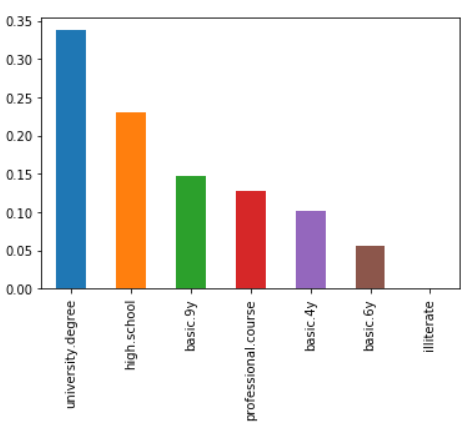 0.35
0.30
0.25
0.20
0.15
0.10
0.05
0.00
university.degree
high.school
basic.9y
professional.course
basic.4y
basic.6y
illiterate